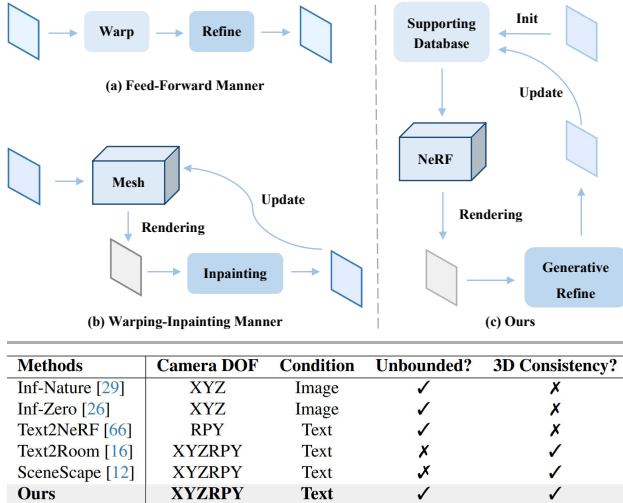 Warp
Refine
(a) Feed-Forward Manner
Mesh
Update
Rendering
Inpainting
(b) Warping-Inpainting Manner
Supporting
Database
Init
Update
NeRF
Rendering
Generative
Refine
(c) Ours
Methods Camera DOF Condition Unbounded? 3D Consistency?
Inf-Nature [29] XYZ Image ✓ ✗
Inf-Zero [26] XYZ Image ✓ ✗
Text2NeRF [66] RPY Text ✓ ✗
Text2Room [16] XYZRPY Text ✗ ✓
SceneScape [12] XYZRPY Text ✗ ✓
Ours XYZRPY Text ✓ ✓